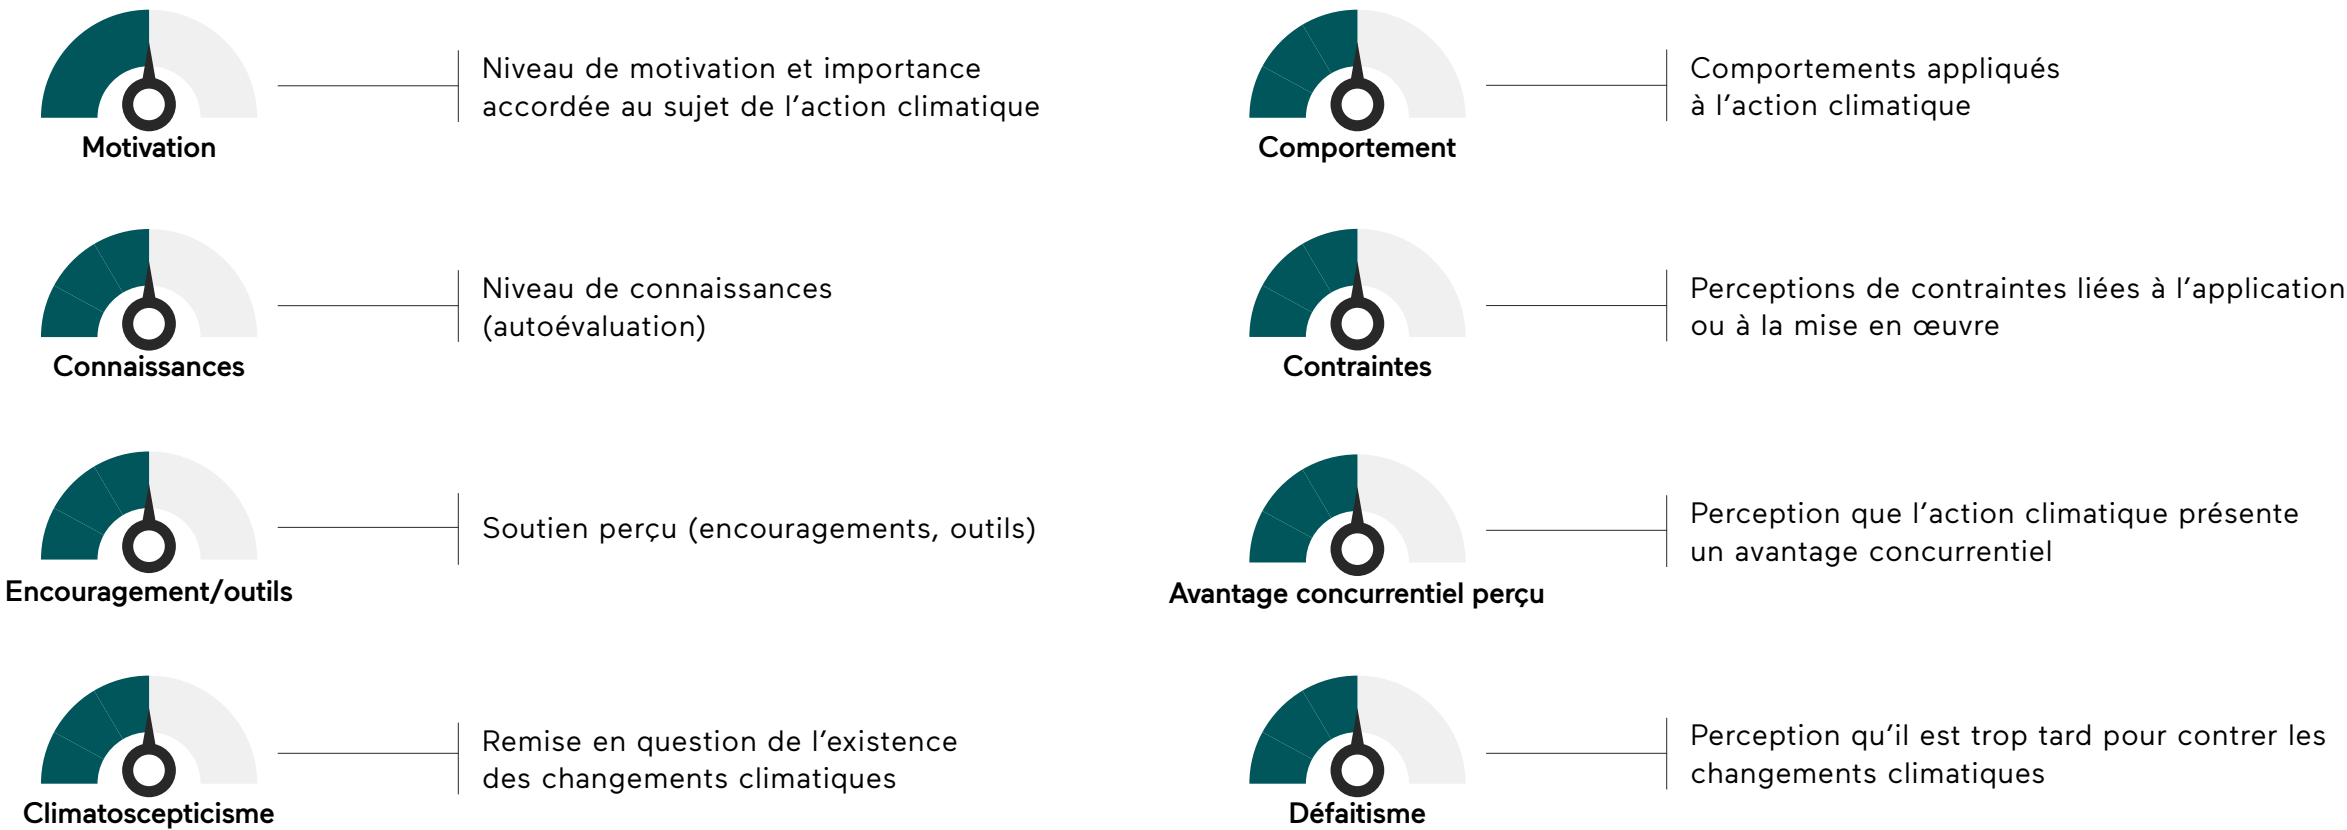 Motivation
Niveau de motivation et importance
accordée au sujet de l’action climatique
Comportement
Comportements appliqués
à l’action climatique
Connaissances
Niveau de connaissances
(autoévaluation)
Contraintes
Perceptions de contraintes liées à l’application
ou à la mise en œuvre
Encouragement/outils
Soutien perçu (encouragements, outils)
Avantage concurrentiel perçu
Perception que l’action climatique présente
un avantage concurrentiel
Climatoscepticisme
Remise en question de l’existence
des changements climatiques
Défaitisme
Perception qu’il est trop tard pour contrer les
changements climatiques